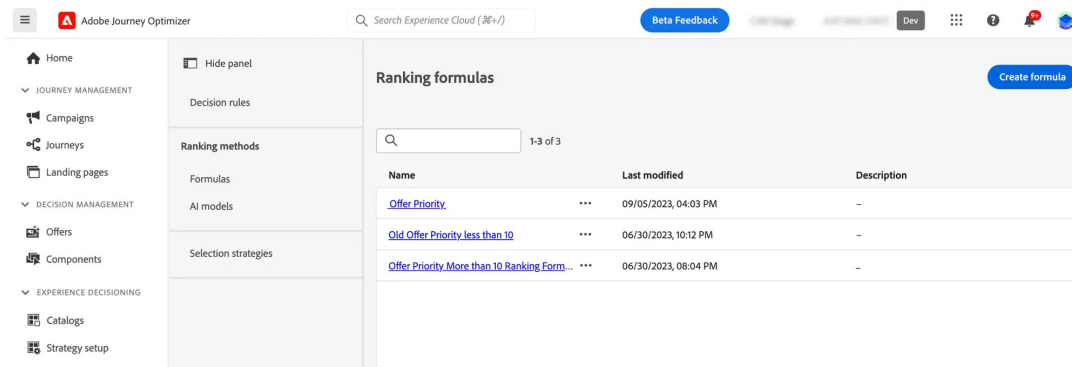 Adobe Journey Optimizer
Search Experience Cloud (⌘+/)
Beta Feedback
Dev
9+
Home
JOURNEY MANAGEMENT
Campaigns
Journeys
Landing pages
DECISION MANAGEMENT
Offers
Components
EXPERIENCE DECISIONING
Catalogs
Strategy setup
Hide panel
Decision rules
Ranking methods
Formulas
AI models
Selection strategies
Ranking formulas
Create formula
1-3 of 3
Name Last modified Description
Offer Priority ••• 09/05/2023, 04:03 PM –
Old Offer Priority less than 10 ••• 06/30/2023, 10:12 PM –
Offer Priority More than 10 Ranking Form... ••• 06/30/2023, 08:04 PM –